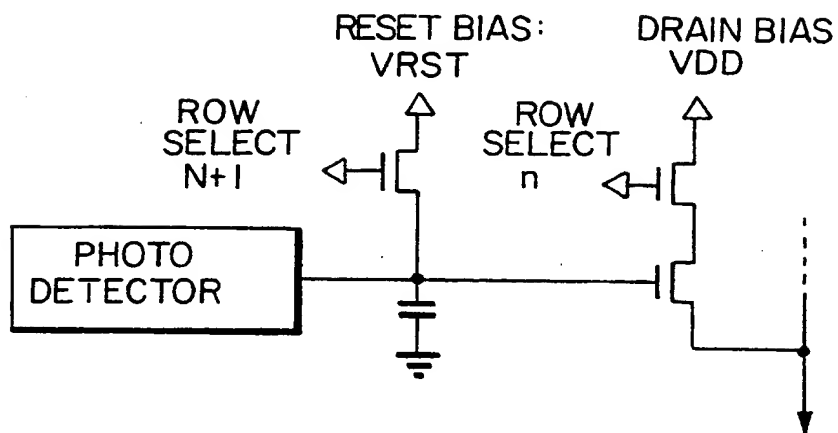 RESET BIAS:
VRST
DRAIN BIAS
VDD
ROW
SELECT
N+1
ROW
SELECT
n
PHOTO
DETECTOR